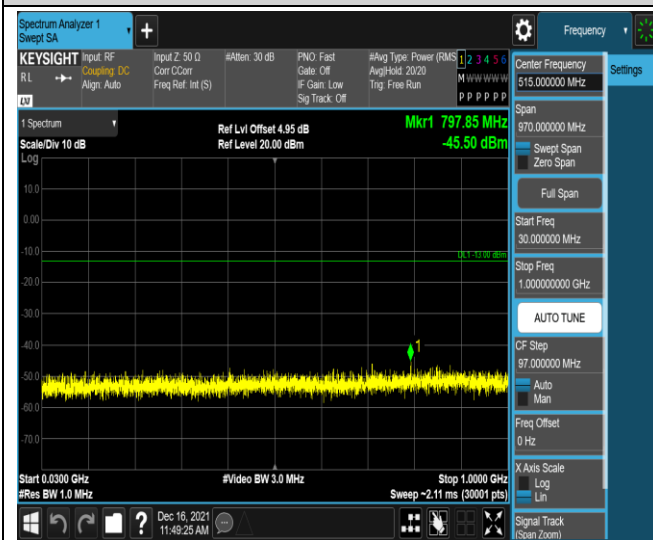 Spectrum Analyzer 1
Swept SA
+
Frequency
KEYSIGHT
RL
LXI
Input: RF
Coupling: DC
Align: Auto
Input Z: 50 Ω
Corr CCorr
Freq Ref: Int (S)
#Atten: 30 dB
PNO: Fast
Gate: Off
IF Gain: Low
Sig Track: Off
#Avg Type: Power (RMS
Avg|Hold: 20/20
Trig: Free Run
1 2 3 4 5 6
M W W W W W
P P P P P P
1 Spectrum
Scale/Div 10 dB
Log
Ref Lvl Offset 4.95 dB
Ref Level 20.00 dBm
Mkr1 797.85 MHz
-45.50 dBm
10.0
0.00
-10.0
-20.0
-30.0
-40.0
-50.0
-60.0
-70.0
DL1 -13.00 dBm
1
Start 0.0300 GHz
#Res BW 1.0 MHz
#Video BW 3.0 MHz
Stop 1.0000 GHz
Sweep ~2.11 ms (30001 pts)
?
Dec 16, 2021
11:49:25 AM
Center Frequency
515.000000 MHz
Span
970.000000 MHz
Swept Span
Zero Span
Full Span
Start Freq
30.000000 MHz
Stop Freq
1.000000000 GHz
AUTO TUNE
CF Step
97.000000 MHz
Auto
Man
Freq Offset
0 Hz
X Axis Scale
Log
Lin
Signal Track
(Span Zoom)
Settings